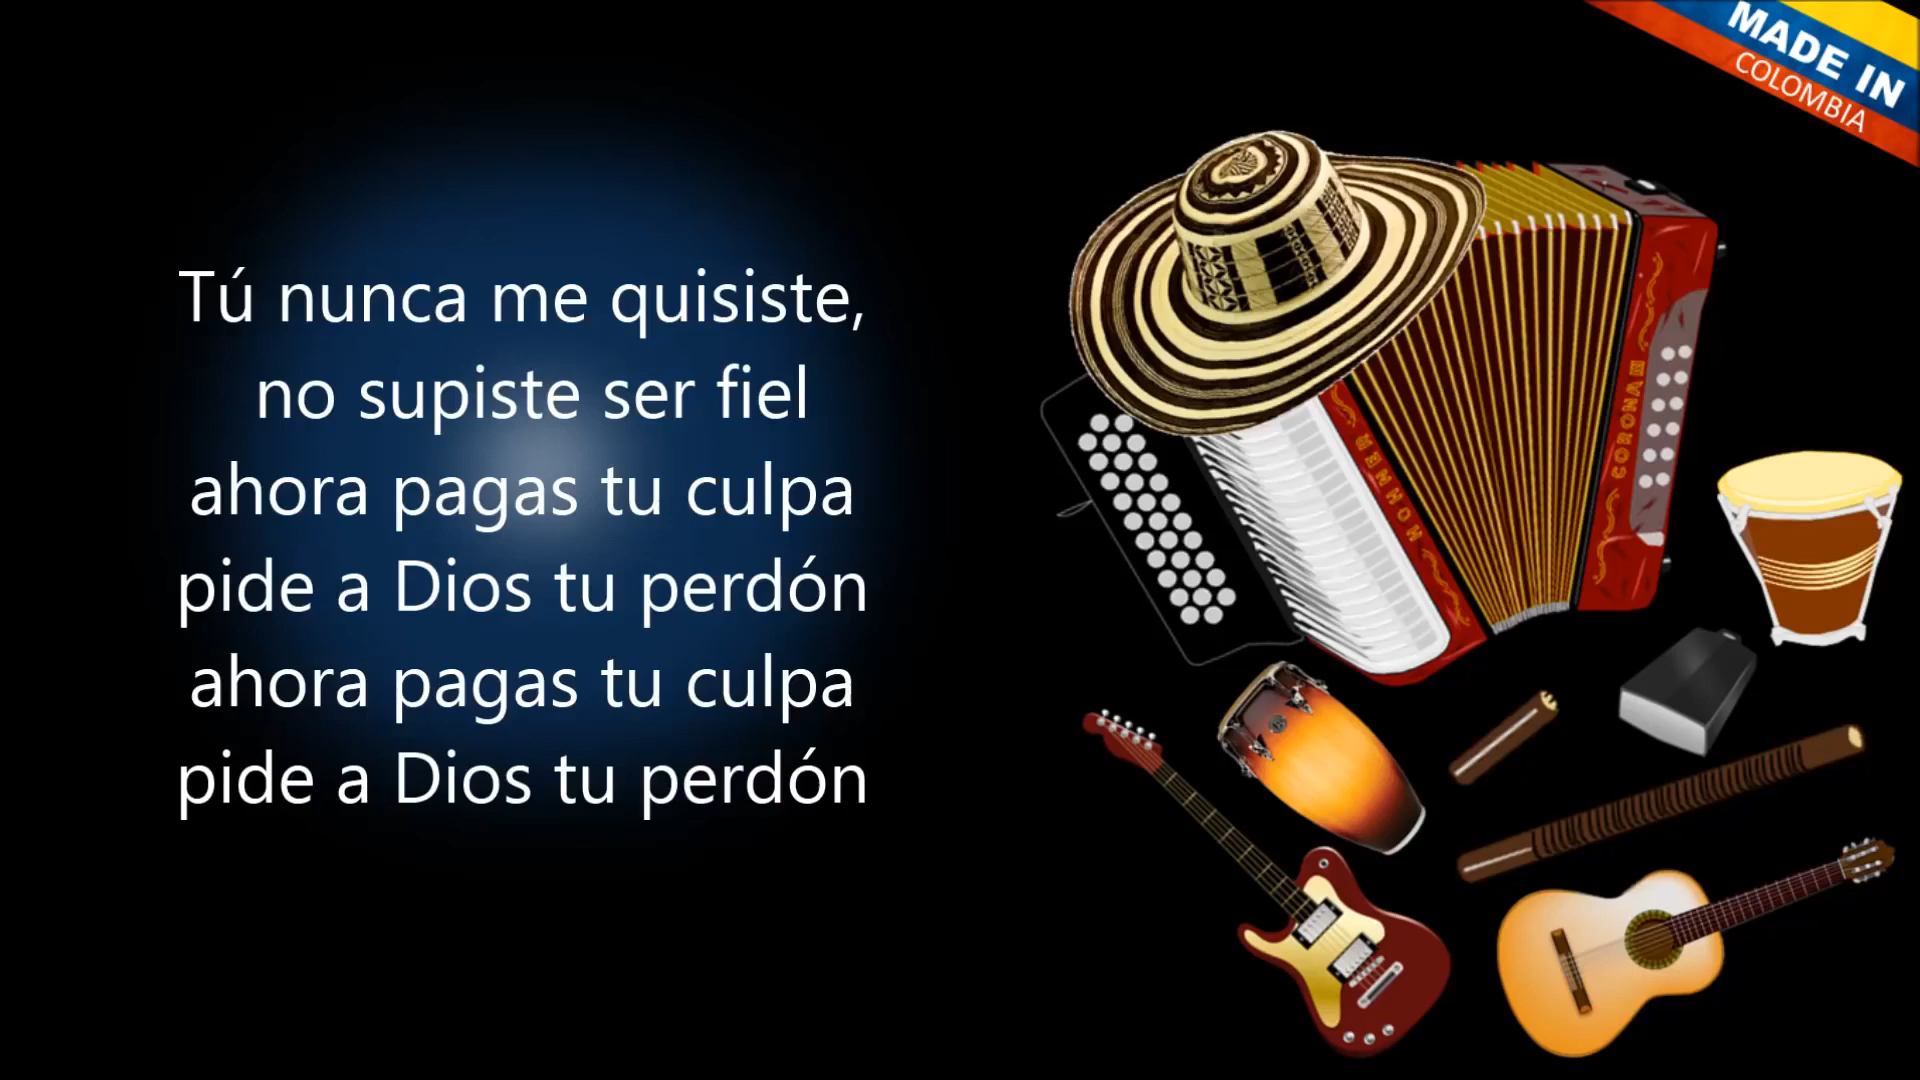 Tú nunca me quisiste,
no supiste ser fiel
ahora pagas tu culpa
pide a Dios tu perdón
ahora pagas tu culpa
pide a Dios tu perdón
MADE IN
COLOMBIA
HOHNER
CORONA III